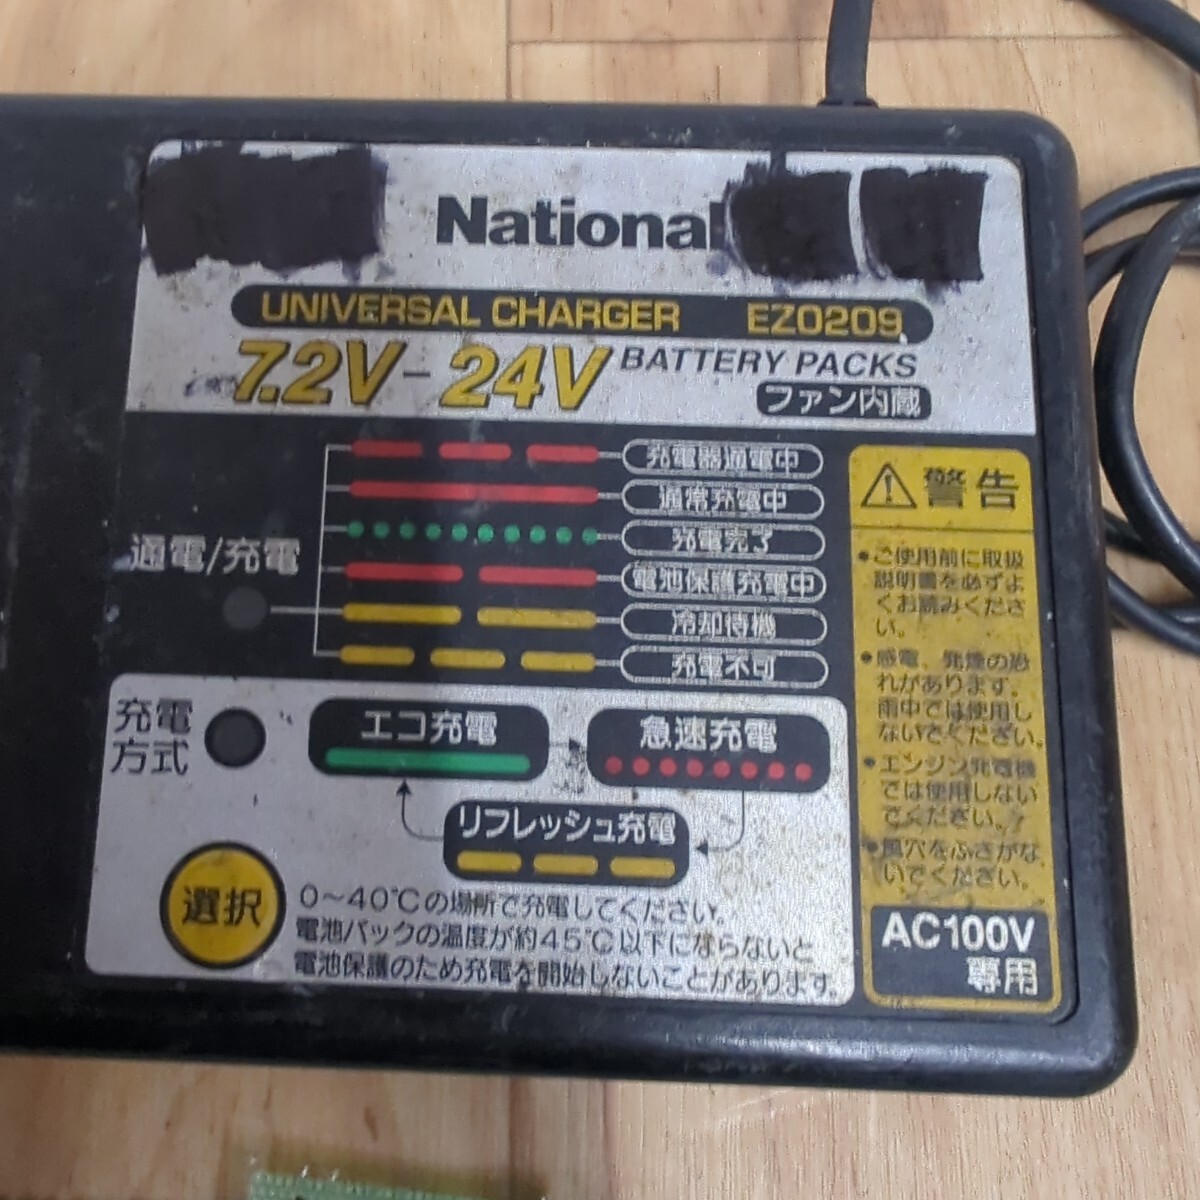 National
UNIVERSAL CHARGER EZ0209
7.2V-24V BATTERY PACKS
ファン内蔵
通電/充電
充電器通電中
通常充電中
充電完了
電池保護充電中
冷却待機
充電不可
充電
方式
エコ充電
急速充電
リフレッシュ充電
選択
0〜40℃の場所で充電してください。
電池パックの温度が約45℃以下にならないと
電池保護のため充電を開始しないことがあります。
警告
●ご使用前に取扱
説明書を必ずよ
くお読みくださ
い。
●感電、発煙の恐
れがあります。
雨中では使用し
ないでください。
●エンジン発電機
では使用しない
でください。
●風穴をふさがな
いでください。
AC100V
専用